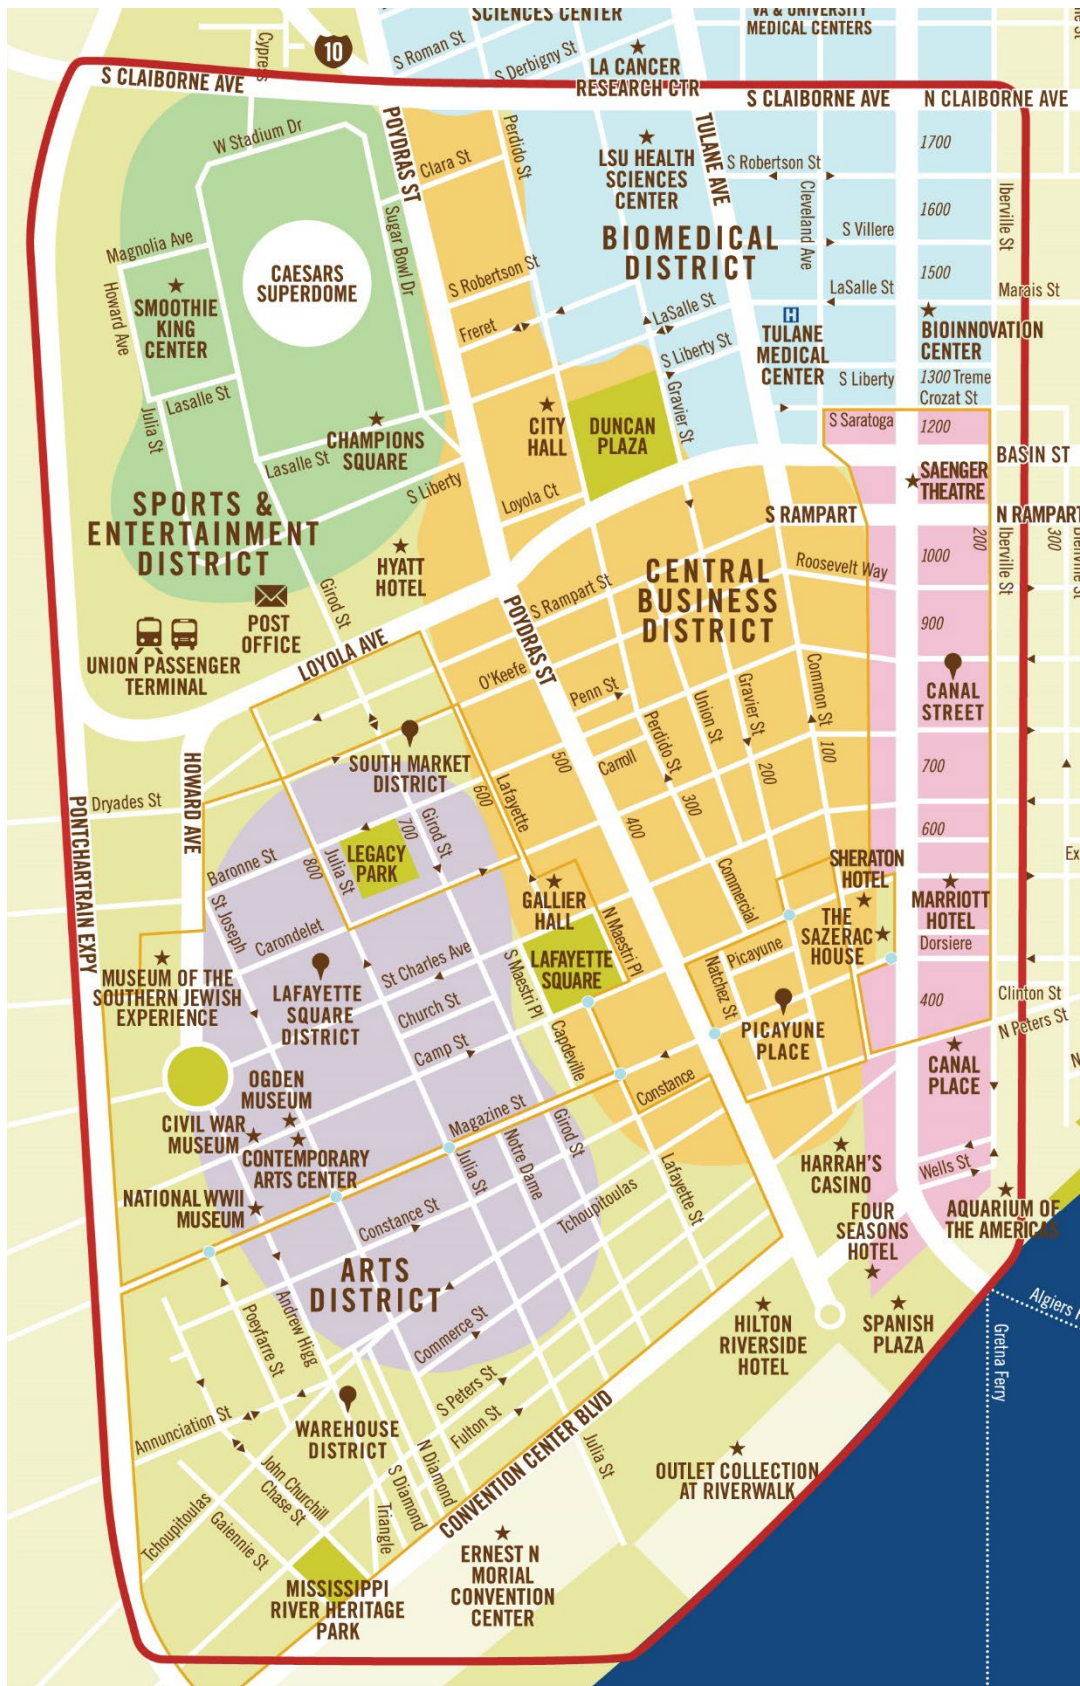 SCIENCES CENTER
VA & UNIVERSITY
MEDICAL CENTERS
Cypres
10
S Roman St
S Derbigny St
LA CANCER
RESEARCH CTR
S CLAIBORNE AVE
S CLAIBORNE AVE
N CLAIBORNE AVE
W Stadium Dr
POYDRAS ST
Perdido St
Clara St
TULANE AVE
1700
LSU HEALTH
SCIENCES
CENTER
S Robertson St
Cleveland Ave
Iberville St
1600
Magnolia Ave
Sugar Bowl Dr
BIOMEDICAL
DISTRICT
S Villere
CAESARS
SUPERDOME
S Robertson St
1500
Howard Ave
SMOOTHIE
KING
CENTER
LaSalle St
LaSalle St
Marais St
Freret
H
TULANE
MEDICAL
CENTER
BIOINNOVATION
CENTER
S Liberty St
S Liberty
1300 Treme
Crozat St
Lasalle St
Julia St
Gravier St
CHAMPIONS
SQUARE
CITY
HALL
DUNCAN
PLAZA
S Saratoga
1200
Lasalle St
S Liberty
BASIN ST
SAENGER
THEATRE
Loyola Ct
SPORTS &
ENTERTAINMENT
DISTRICT
S RAMPART
N RAMPART
200
Iberville St
300
Bienville St
HYATT
HOTEL
CENTRAL
BUSINESS
DISTRICT
Roosevelt Way
1000
Girod St
S Rampart St
POST
OFFICE
POYDRAS ST
900
UNION PASSENGER
TERMINAL
LOYOLA AVE
O'Keefe
Penn St
Union St
Gravier St
Common St
CANAL
STREET
Perdido St
SOUTH MARKET
DISTRICT
500
Carroll
200
100
700
HOWARD AVE
Dryades St
PONTCHARTRAIN EXPY
600
Lafayette
300
400
600
700
Girod St
LEGACY
PARK
Julia St
800
Baronne St
SHERATON
HOTEL
GALLIER
HALL
Commercial
MARRIOTT
HOTEL
THE
SAZERAC
HOUSE
St Joseph
Carondelet
N Maestri Pl
Dorsiere
MUSEUM OF THE
SOUTHERN JEWISH
EXPERIENCE
St Charles Ave
S Maestri Pl
LAFAYETTE
SQUARE
Picayune
Natchez St
LAFAYETTE
SQUARE
DISTRICT
Church St
400
Clinton St
N Peters St
PICAYUNE
PLACE
Camp St
Capdeville
CANAL
PLACE
OGDEN
MUSEUM
Constance
CIVIL WAR
MUSEUM
Magazine St
Girod St
CONTEMPORARY
ARTS CENTER
Julia St
Notre Dame
HARRAH'S
CASINO
Wells St
NATIONAL WWII
MUSEUM
Constance St
Tchoupitoulas
Lafayette St
FOUR
SEASONS
HOTEL
AQUARIUM OF
THE AMERICAS
ARTS
DISTRICT
Poeyfarre St
Andrew Higg
Commerce St
HILTON
RIVERSIDE
HOTEL
SPANISH
PLAZA
Algiers
Gretna Ferry
S Peters St
WAREHOUSE
DISTRICT
Fulton St
Annunciation St
CONVENTION CENTER BLVD
Julia St
N Diamond
S Diamond
Triangle
OUTLET COLLECTION
AT RIVERWALK
John Churchill
Chase St
Tchoupitoulas
Gaiennie St
ERNEST N
MORIAL
CONVENTION
CENTER
MISSISSIPPI
RIVER HERITAGE
PARK